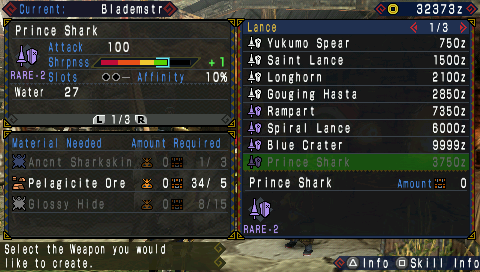 Current: Blademstr
32373z
Prince Shark
Attack 100
Shrpnss +1
RARE-2 Slots Affinity 10%
Water 27
L 1/3 R
Material Needed Amount Required
Ancnt Sharkskin 0 1/ 3
Pelagicite Ore 0 34/ 5
Glossy Hide 0 8/15
Select the Weapon you would
like to create.
Lance 1/3
Yukumo Spear 750z
Saint Lance 1500z
Longhorn 2100z
Gouging Hasta 2850z
Rampart 7350z
Spiral Lance 6000z
Blue Crater 9999z
Prince Shark 3750z
Prince Shark Amount 0
RARE-2
Info Skill Info